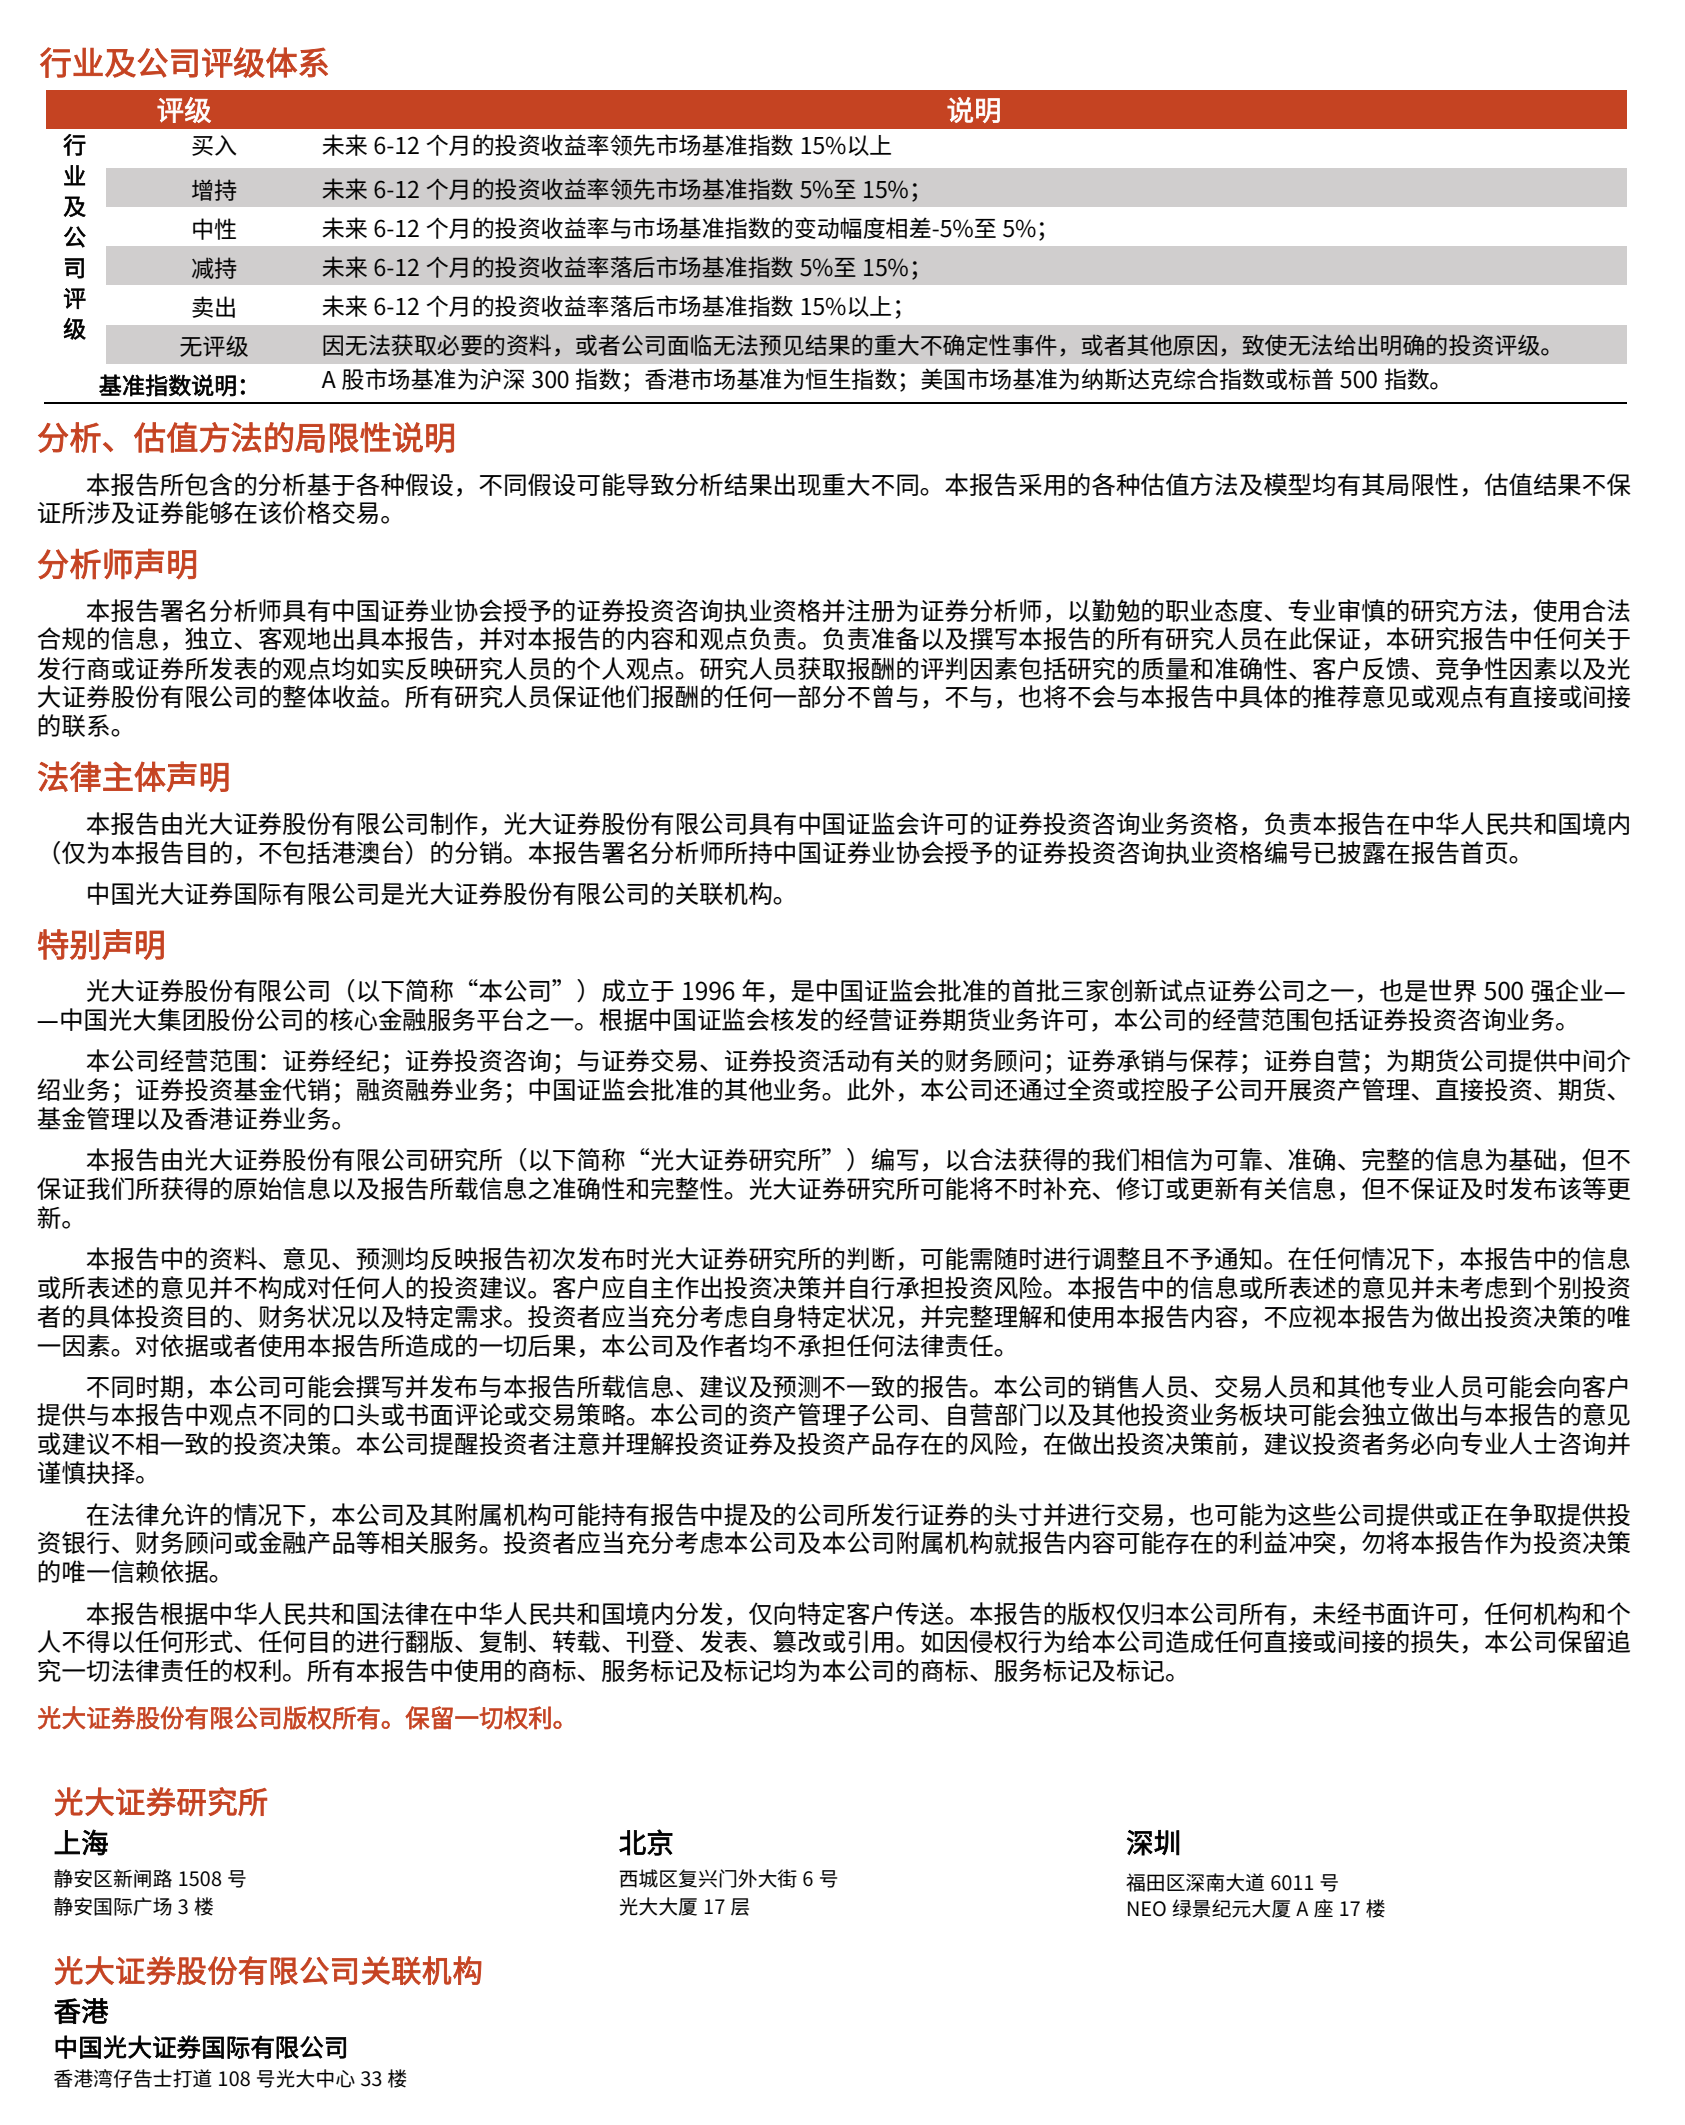 行业及公司评级体系
评级 说明
行业及公司评级
买入 未来 6-12 个月的投资收益率领先市场基准指数 15%以上
增持 未来 6-12 个月的投资收益率领先市场基准指数 5%至 15%；
中性 未来 6-12 个月的投资收益率与市场基准指数的变动幅度相差-5%至 5%；
减持 未来 6-12 个月的投资收益率落后市场基准指数 5%至 15%；
卖出 未来 6-12 个月的投资收益率落后市场基准指数 15%以上；
无评级 因无法获取必要的资料，或者公司面临无法预见结果的重大不确定性事件，或者其他原因，致使无法给出明确的投资评级。
基准指数说明： A 股市场基准为沪深 300 指数；香港市场基准为恒生指数；美国市场基准为纳斯达克综合指数或标普 500 指数。
分析、估值方法的局限性说明
本报告所包含的分析基于各种假设，不同假设可能导致分析结果出现重大不同。本报告采用的各种估值方法及模型均有其局限性，估值结果不保
证所涉及证券能够在该价格交易。
分析师声明
本报告署名分析师具有中国证券业协会授予的证券投资咨询执业资格并注册为证券分析师，以勤勉的职业态度、专业审慎的研究方法，使用合法
合规的信息，独立、客观地出具本报告，并对本报告的内容和观点负责。负责准备以及撰写本报告的所有研究人员在此保证，本研究报告中任何关于
发行商或证券所发表的观点均如实反映研究人员的个人观点。研究人员获取报酬的评判因素包括研究的质量和准确性、客户反馈、竞争性因素以及光
大证券股份有限公司的整体收益。所有研究人员保证他们报酬的任何一部分不曾与，不与，也将不会与本报告中具体的推荐意见或观点有直接或间接
的联系。
法律主体声明
本报告由光大证券股份有限公司制作，光大证券股份有限公司具有中国证监会许可的证券投资咨询业务资格，负责本报告在中华人民共和国境内
（仅为本报告目的，不包括港澳台）的分销。本报告署名分析师所持中国证券业协会授予的证券投资咨询执业资格编号已披露在报告首页。
中国光大证券国际有限公司是光大证券股份有限公司的关联机构。
特别声明
光大证券股份有限公司（以下简称“本公司”）成立于 1996 年，是中国证监会批准的首批三家创新试点证券公司之一，也是世界 500 强企业—
—中国光大集团股份公司的核心金融服务平台之一。根据中国证监会核发的经营证券期货业务许可，本公司的经营范围包括证券投资咨询业务。
本公司经营范围：证券经纪；证券投资咨询；与证券交易、证券投资活动有关的财务顾问；证券承销与保荐；证券自营；为期货公司提供中间介
绍业务；证券投资基金代销；融资融券业务；中国证监会批准的其他业务。此外，本公司还通过全资或控股子公司开展资产管理、直接投资、期货、
基金管理以及香港证券业务。
本报告由光大证券股份有限公司研究所（以下简称“光大证券研究所”）编写，以合法获得的我们相信为可靠、准确、完整的信息为基础，但不
保证我们所获得的原始信息以及报告所载信息之准确性和完整性。光大证券研究所可能将不时补充、修订或更新有关信息，但不保证及时发布该等更
新。
本报告中的资料、意见、预测均反映报告初次发布时光大证券研究所的判断，可能需随时进行调整且不予通知。在任何情况下，本报告中的信息
或所表述的意见并不构成对任何人的投资建议。客户应自主作出投资决策并自行承担投资风险。本报告中的信息或所表述的意见并未考虑到个别投资
者的具体投资目的、财务状况以及特定需求。投资者应当充分考虑自身特定状况，并完整理解和使用本报告内容，不应视本报告为做出投资决策的唯
一因素。对依据或者使用本报告所造成的一切后果，本公司及作者均不承担任何法律责任。
不同时期，本公司可能会撰写并发布与本报告所载信息、建议及预测不一致的报告。本公司的销售人员、交易人员和其他专业人员可能会向客户
提供与本报告中观点不同的口头或书面评论或交易策略。本公司的资产管理子公司、自营部门以及其他投资业务板块可能会独立做出与本报告的意见
或建议不相一致的投资决策。本公司提醒投资者注意并理解投资证券及投资产品存在的风险，在做出投资决策前，建议投资者务必向专业人士咨询并
谨慎抉择。
在法律允许的情况下，本公司及其附属机构可能持有报告中提及的公司所发行证券的头寸并进行交易，也可能为这些公司提供或正在争取提供投
资银行、财务顾问或金融产品等相关服务。投资者应当充分考虑本公司及本公司附属机构就报告内容可能存在的利益冲突，勿将本报告作为投资决策
的唯一信赖依据。
本报告根据中华人民共和国法律在中华人民共和国境内分发，仅向特定客户传送。本报告的版权仅归本公司所有，未经书面许可，任何机构和个
人不得以任何形式、任何目的进行翻版、复制、转载、刊登、发表、篡改或引用。如因侵权行为给本公司造成任何直接或间接的损失，本公司保留追
究一切法律责任的权利。所有本报告中使用的商标、服务标记及标记均为本公司的商标、服务标记及标记。
光大证券股份有限公司版权所有。保留一切权利。
光大证券研究所
上海 北京 深圳
静安区新闸路 1508 号 西城区复兴门外大街 6 号 福田区深南大道 6011 号
静安国际广场 3 楼 光大大厦 17 层 NEO 绿景纪元大厦 A 座 17 楼
光大证券股份有限公司关联机构
香港
中国光大证券国际有限公司
香港湾仔告士打道 108 号光大中心 33 楼